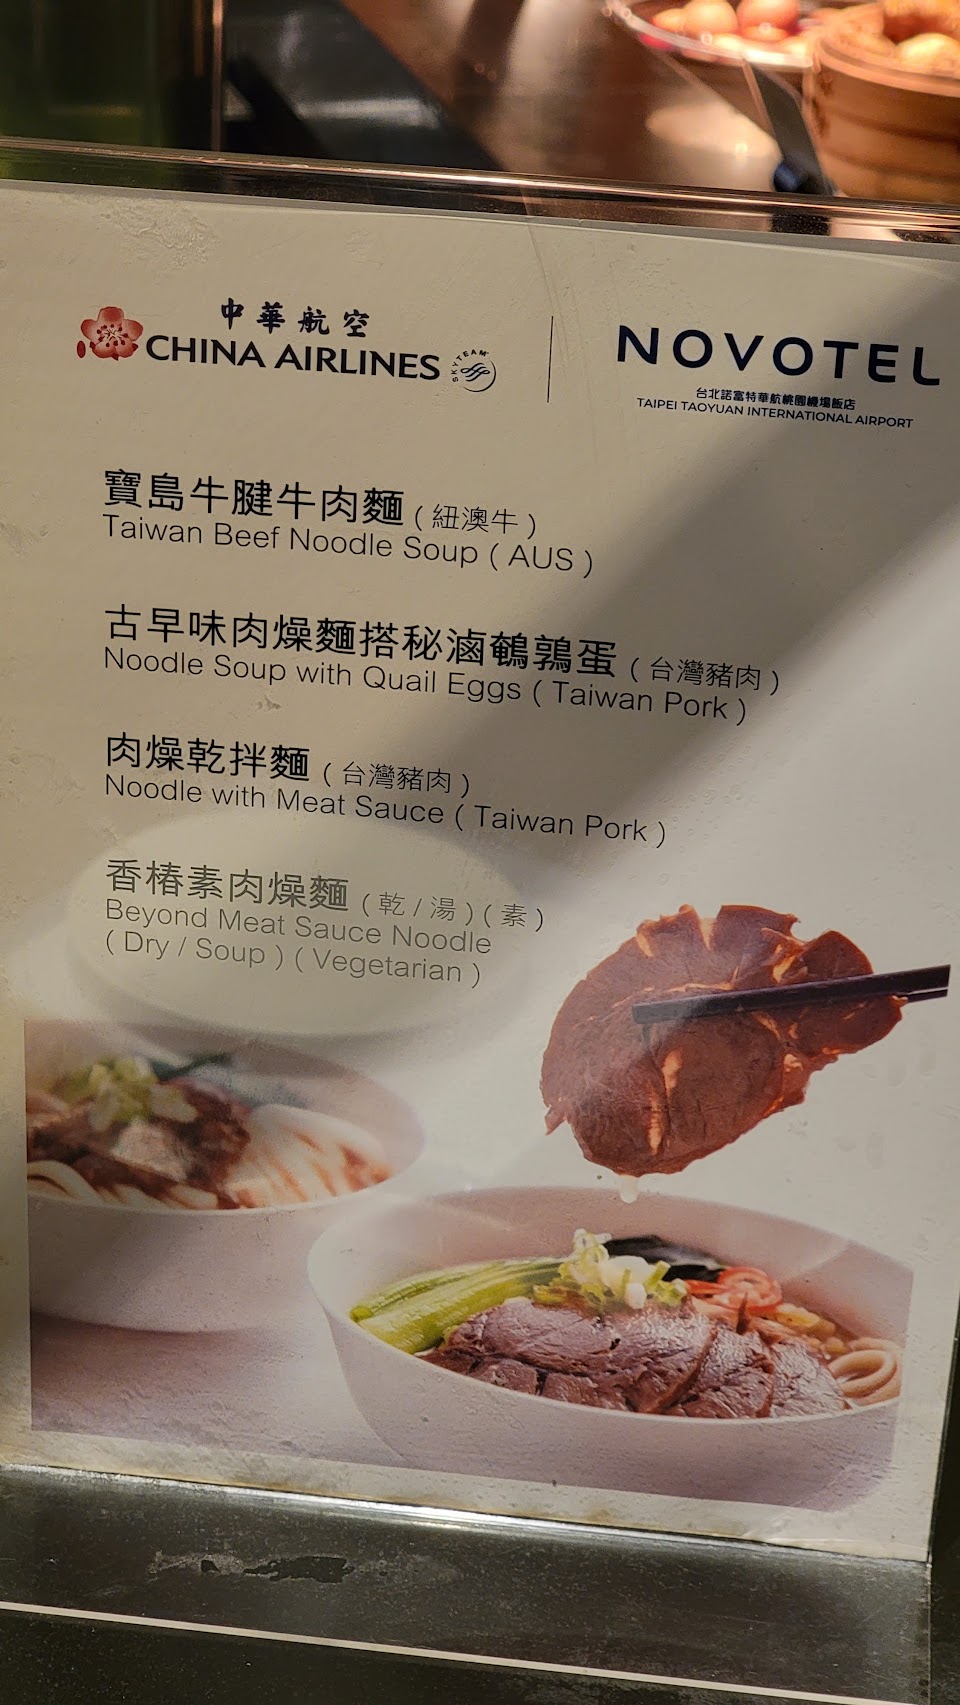 中華航空
CHINA AIRLINES
SKYTEAM
NOVOTEL
台北諾富特華航桃園機場飯店
TAIPEI TAOYUAN INTERNATIONAL AIRPORT
寶島牛腱牛肉麵 ( 紐澳牛 )
Taiwan Beef Noodle Soup ( AUS )
古早味肉燥麵搭秘滷鵪鶉蛋 ( 台灣豬肉 )
Noodle Soup with Quail Eggs ( Taiwan Pork )
肉燥乾拌麵 ( 台灣豬肉 )
Noodle with Meat Sauce ( Taiwan Pork )
香椿素肉燥麵 ( 乾 / 湯 ) ( 素 )
Beyond Meat Sauce Noodle
( Dry / Soup ) ( Vegetarian )